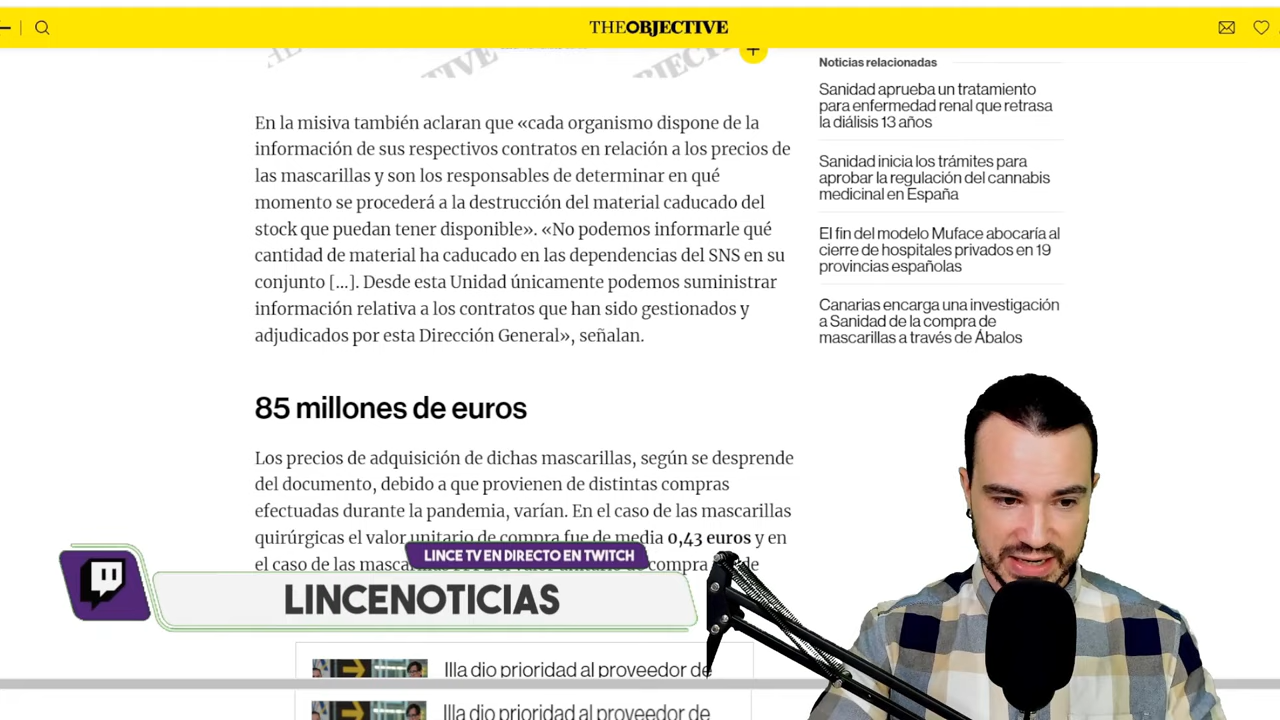 THEOBJECTIVE
Noticias relacionadas
Sanidad aprueba un tratamiento
para enfermedad renal que retrasa
la diálisis 13 años
Sanidad inicia los trámites para
aprobar la regulación del cannabis
medicinal en España
El fin del modelo Muface abocaría al
cierre de hospitales privados en 19
provincias españolas
Canarias encarga una investigación
a Sanidad de la compra de
mascarillas a través de Ábalos
En la misiva también aclaran que «cada organismo dispone de la
información de sus respectivos contratos en relación a los precios de
las mascarillas y son los responsables de determinar en qué
momento se procederá a la destrucción del material caducado del
stock que puedan tener disponible». «No podemos informarle qué
cantidad de material ha caducado en las dependencias del SNS en su
conjunto [...]. Desde esta Unidad únicamente podemos suministrar
información relativa a los contratos que han sido gestionados y
adjudicados por esta Dirección General», señalan.
85 millones de euros
Los precios de adquisición de dichas mascarillas, según se desprende
del documento, debido a que provienen de distintas compras
efectuadas durante la pandemia, varían. En el caso de las mascarillas
quirúrgicas el valor unitario de compra fue de media 0,43 euros y en
el caso de las compra
LINCE TV EN DIRECTO EN TWITCH
LINCENOTICIAS
Illa dio prioridad al proveedor de
Illa dio prioridad al proveedor de